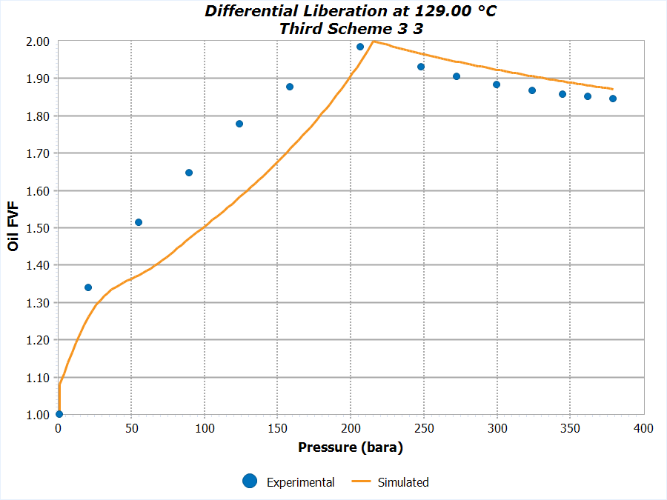 Differential Liberation at 129.00 °C
Third Scheme 3 3
2.00
1.90
1.80
1.70
1.60
1.50
1.40
1.30
1.20
1.10
1.00
Oil FVF
0 50 100 150 200 250 300 350 400
Pressure (bara)
Experimental Simulated